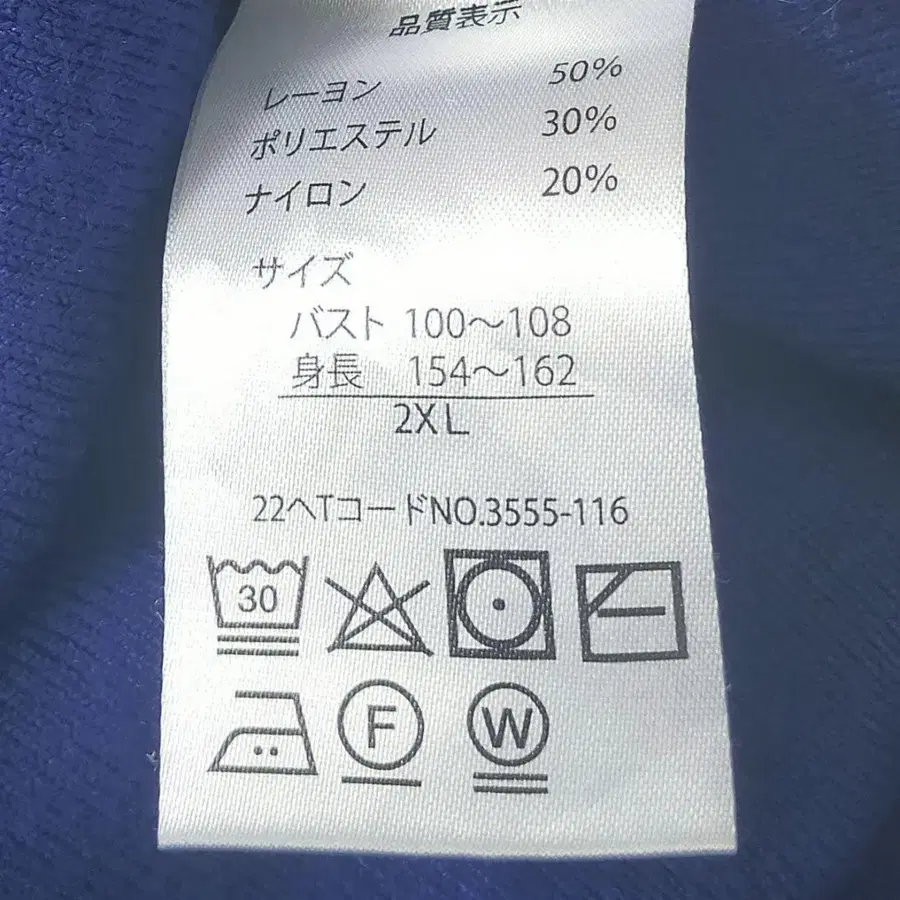 品質表示
レーヨン 50%
ポリエステル 30%
ナイロン 20%
サイズ
バスト 100〜108
身長 154〜162
2XL
22ヘTコードNO.3555-116
30
F W